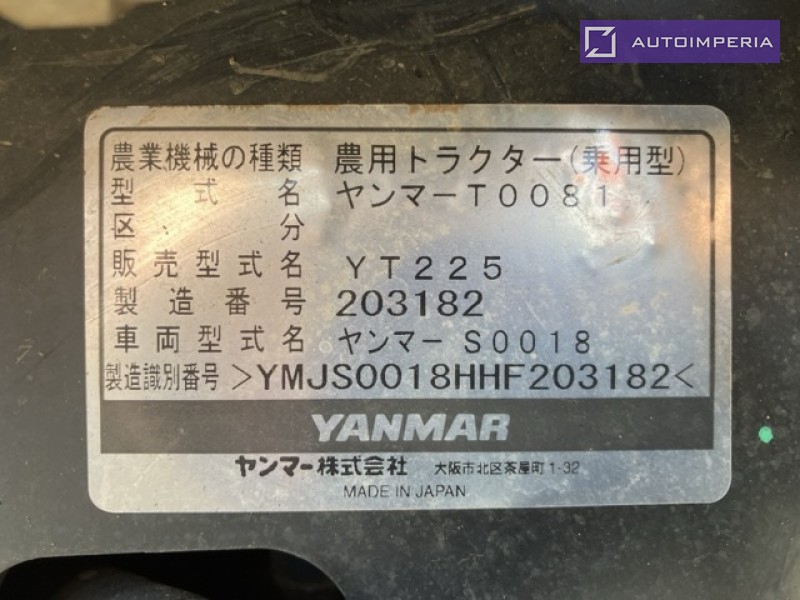 AUTOIMPERIA
農業機械の種類 農用トラクター(乗用型)
型式名 ヤンマーT0081
区分
販売型式名 YT225
製造番号 203182
車両型式名 ヤンマー S0018
製造識別番号 >YMJS0018HHF203182<
YANMAR
ヤンマー株式会社 大阪市北区茶屋町1-32
MADE IN JAPAN